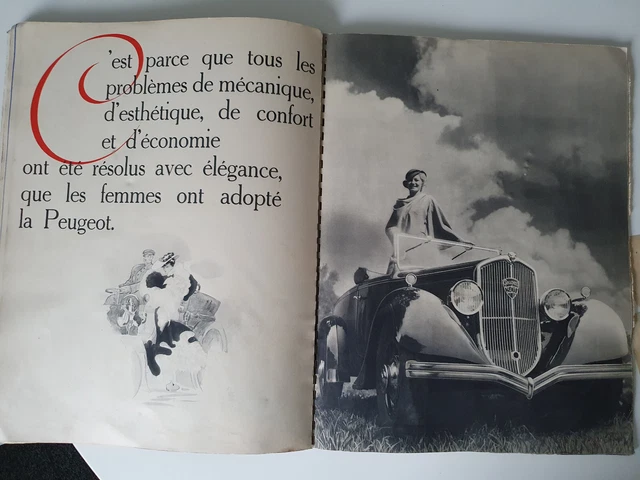 C'est parce que tous les
problèmes de mécanique,
d'esthétique, de confort
et d'économie
ont été résolus avec élégance,
que les femmes ont adopté
la Peugeot.